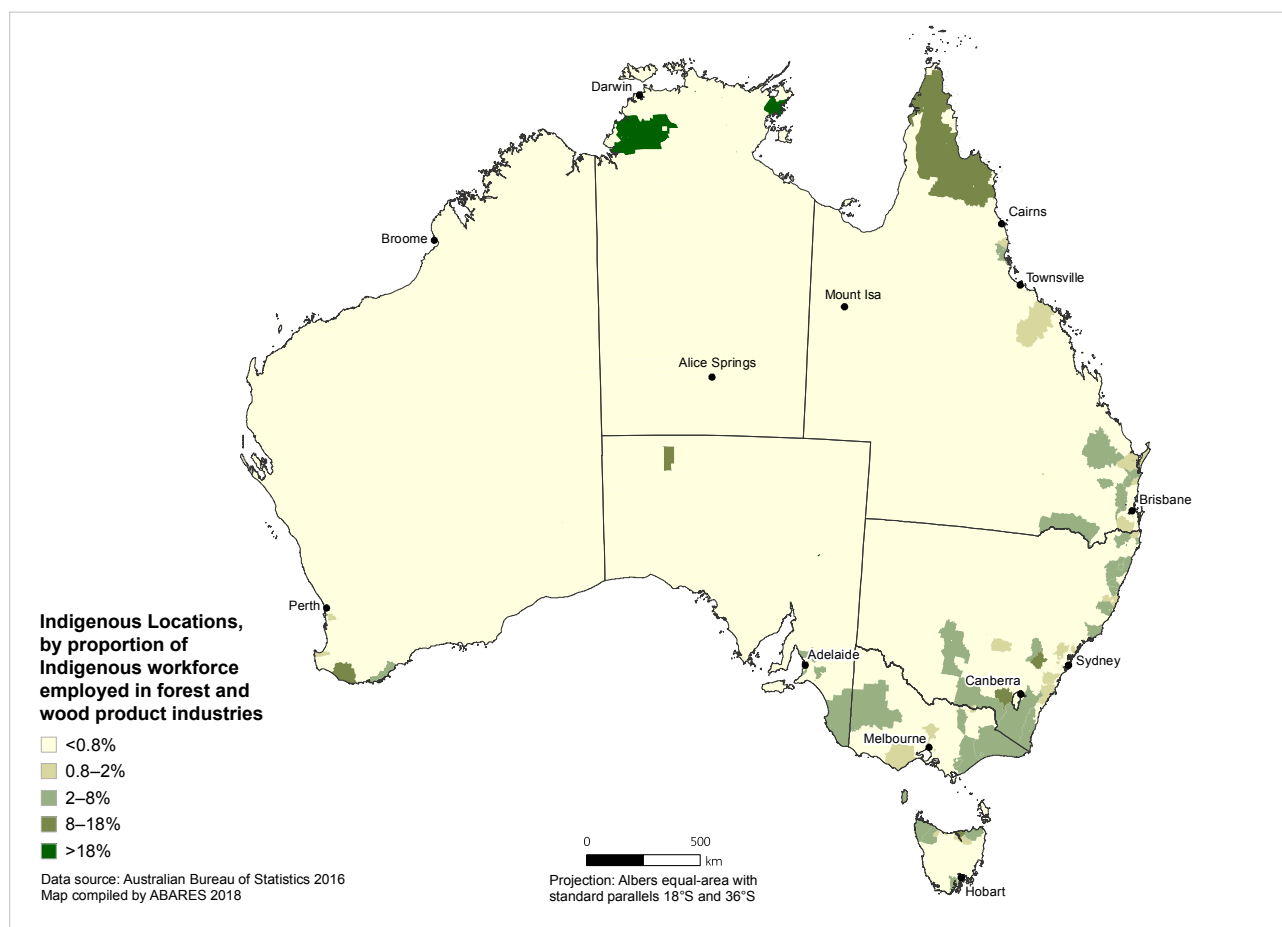 Darwin
Cairns
Broome
Townsville
Mount Isa
Alice Springs
Brisbane
Perth
Adelaide
Sydney
Canberra
Melbourne
Hobart
Indigenous Locations,
by proportion of
Indigenous workforce
employed in forest and
wood product industries
<0.8%
0.8–2%
2–8%
8–18%
>18%
Data source: Australian Bureau of Statistics 2016
Map compiled by ABARES 2018
0 500
km
Projection: Albers equal-area with
standard parallels 18°S and 36°S